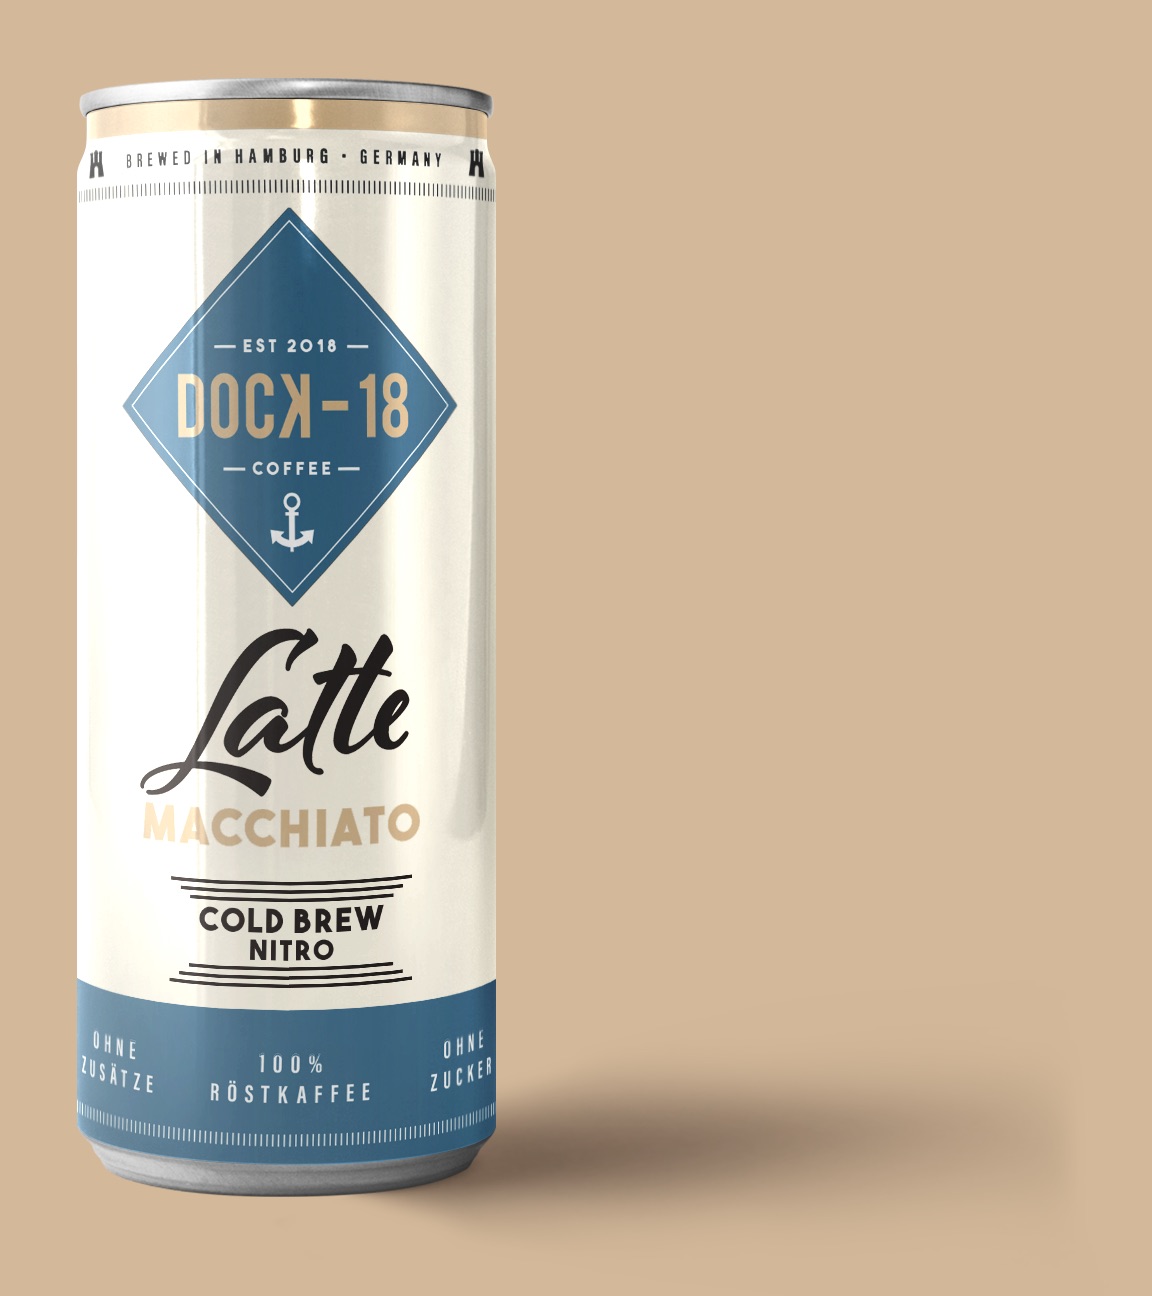 BREWED IN HAMBURG · GERMANY
EST 2018
DOCK-18
COFFEE
Latte
MACCHIATO
COLD BREW
NITRO
OHNE
ZUSÄTZE
100%
RÖSTKAFFEE
OHNE
ZUCKER